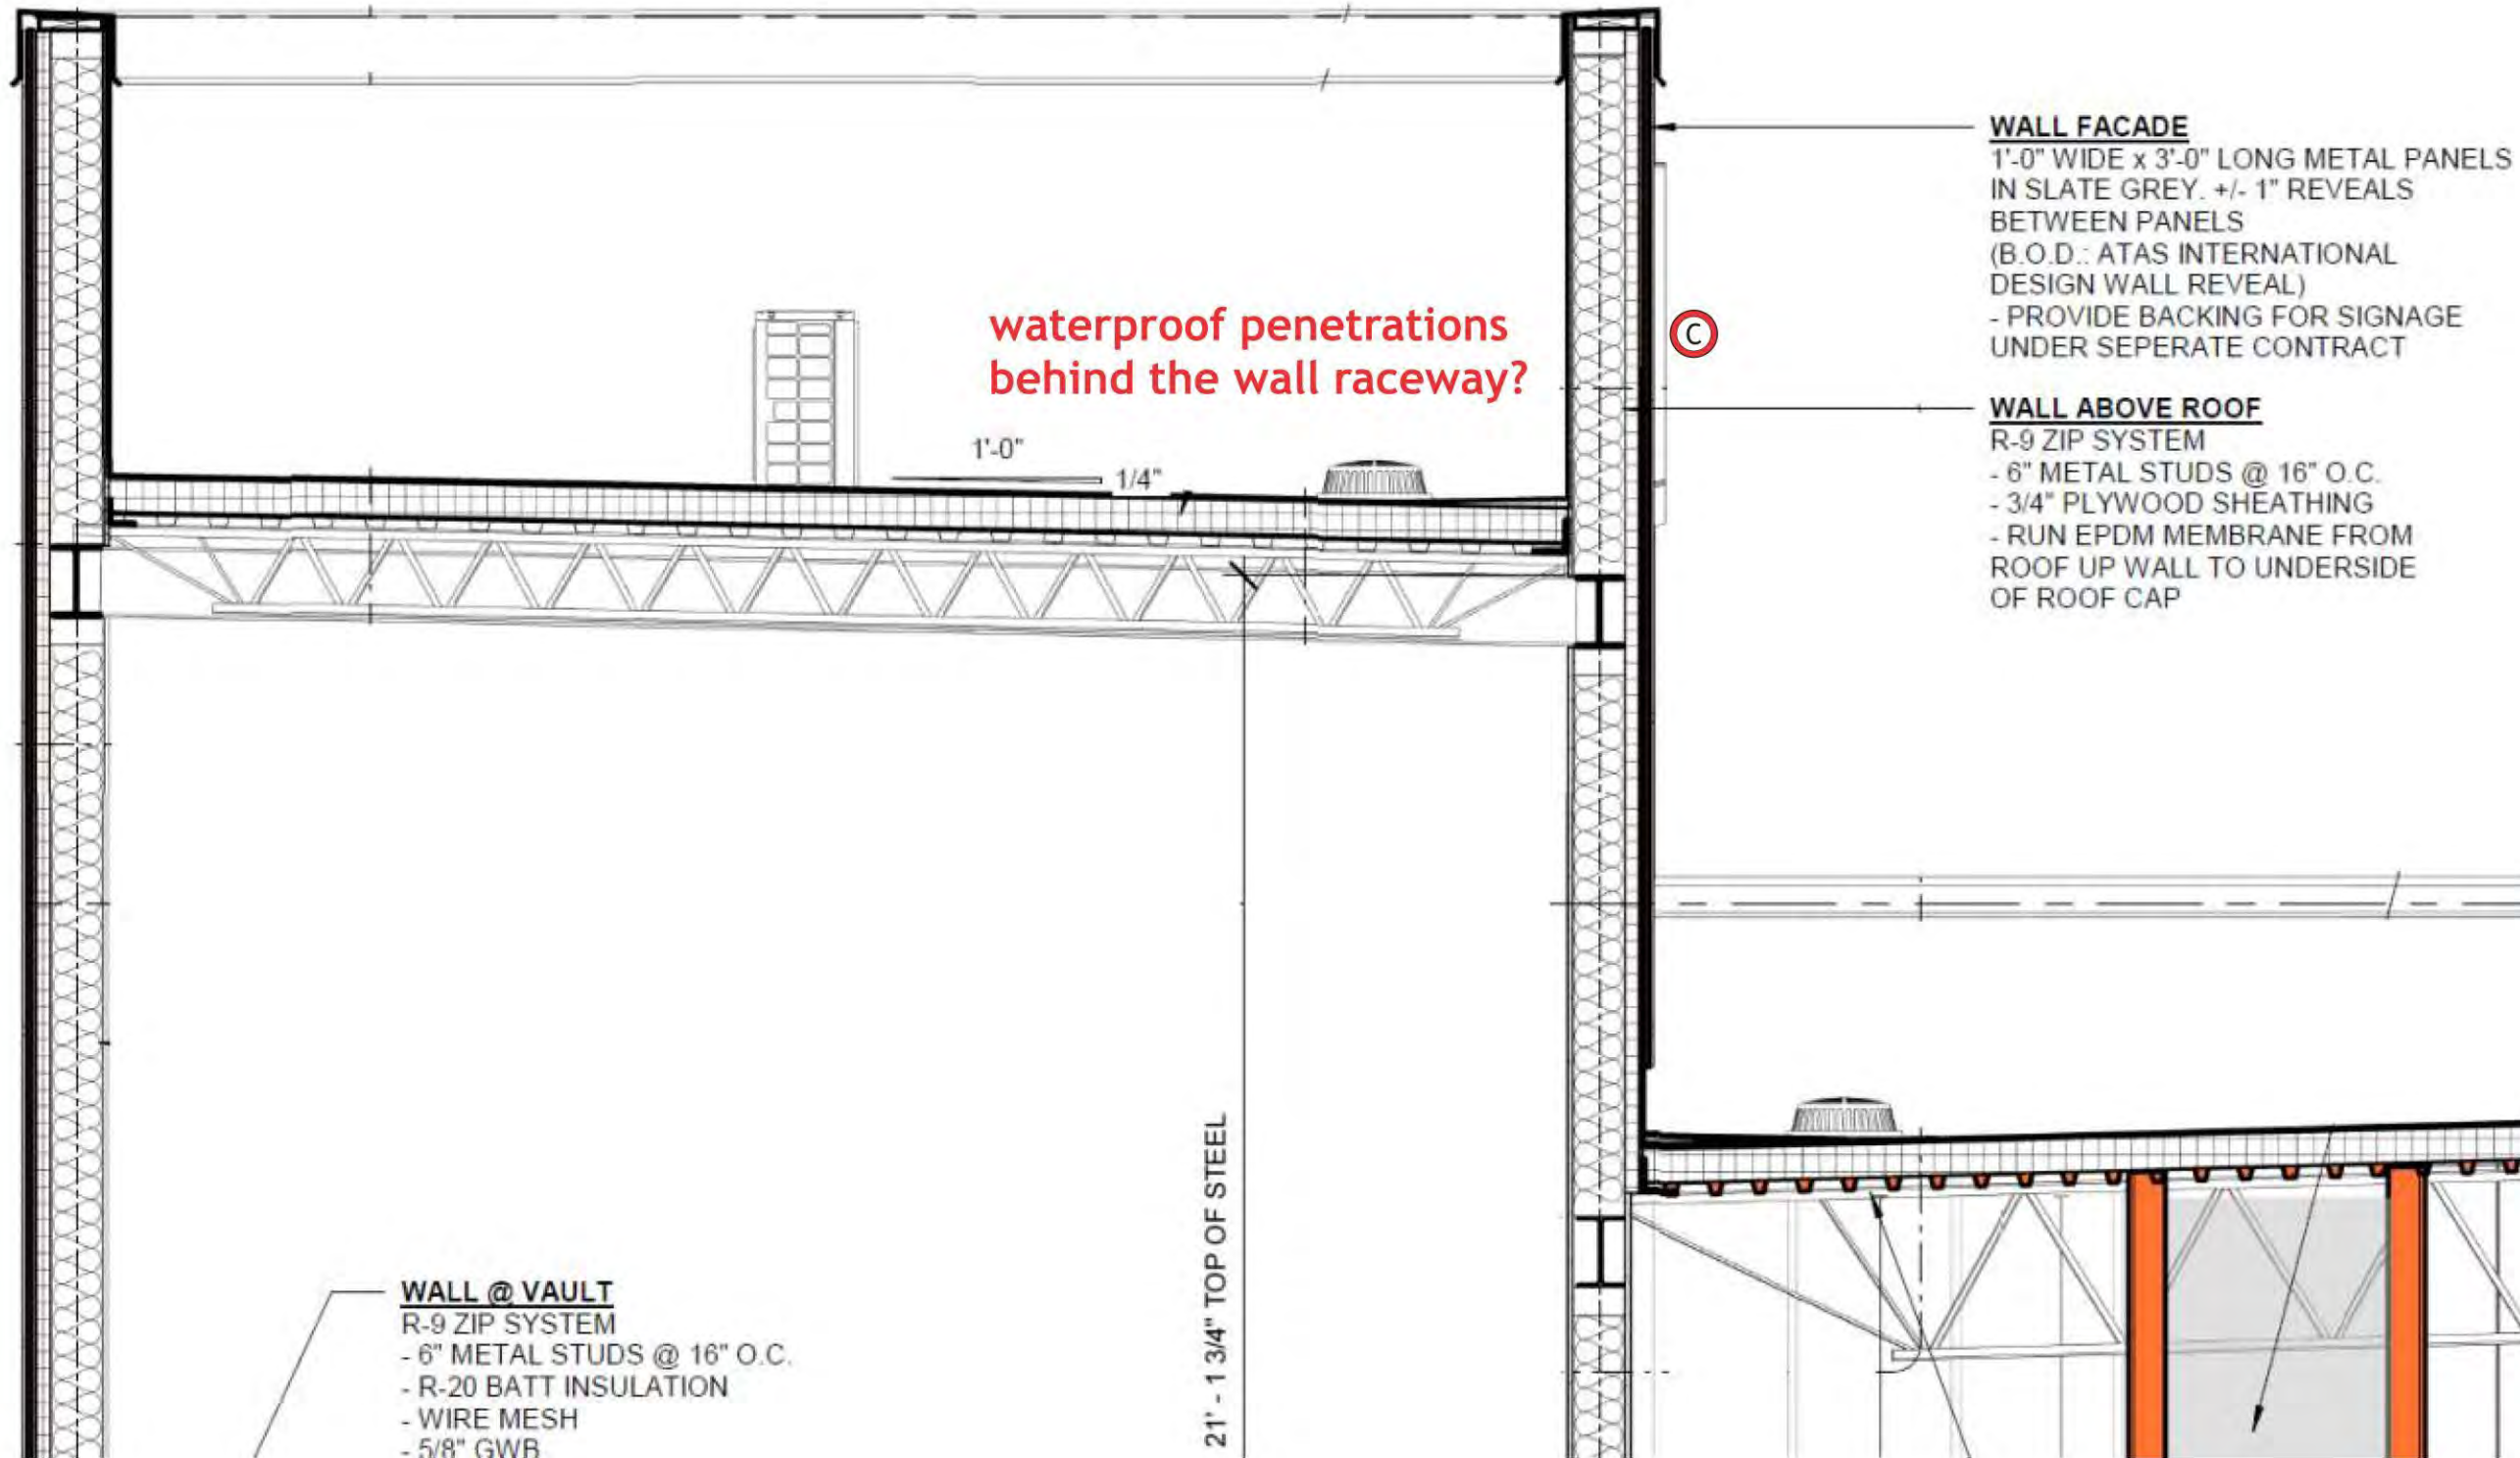 WALL FACADE
1'-0" WIDE x 3'-0" LONG METAL PANELS
IN SLATE GREY. +/- 1" REVEALS
BETWEEN PANELS
(B.O.D.: ATAS INTERNATIONAL
DESIGN WALL REVEAL)
- PROVIDE BACKING FOR SIGNAGE
UNDER SEPERATE CONTRACT
waterproof penetrations
behind the wall raceway?
C
WALL ABOVE ROOF
R-9 ZIP SYSTEM
- 6" METAL STUDS @ 16" O.C.
- 3/4" PLYWOOD SHEATHING
- RUN EPDM MEMBRANE FROM
ROOF UP WALL TO UNDERSIDE
OF ROOF CAP
1'-0"
1/4"
21' - 1 3/4" TOP OF STEEL
WALL @ VAULT
R-9 ZIP SYSTEM
- 6" METAL STUDS @ 16" O.C.
- R-20 BATT INSULATION
- WIRE MESH
- 5/8" GWB